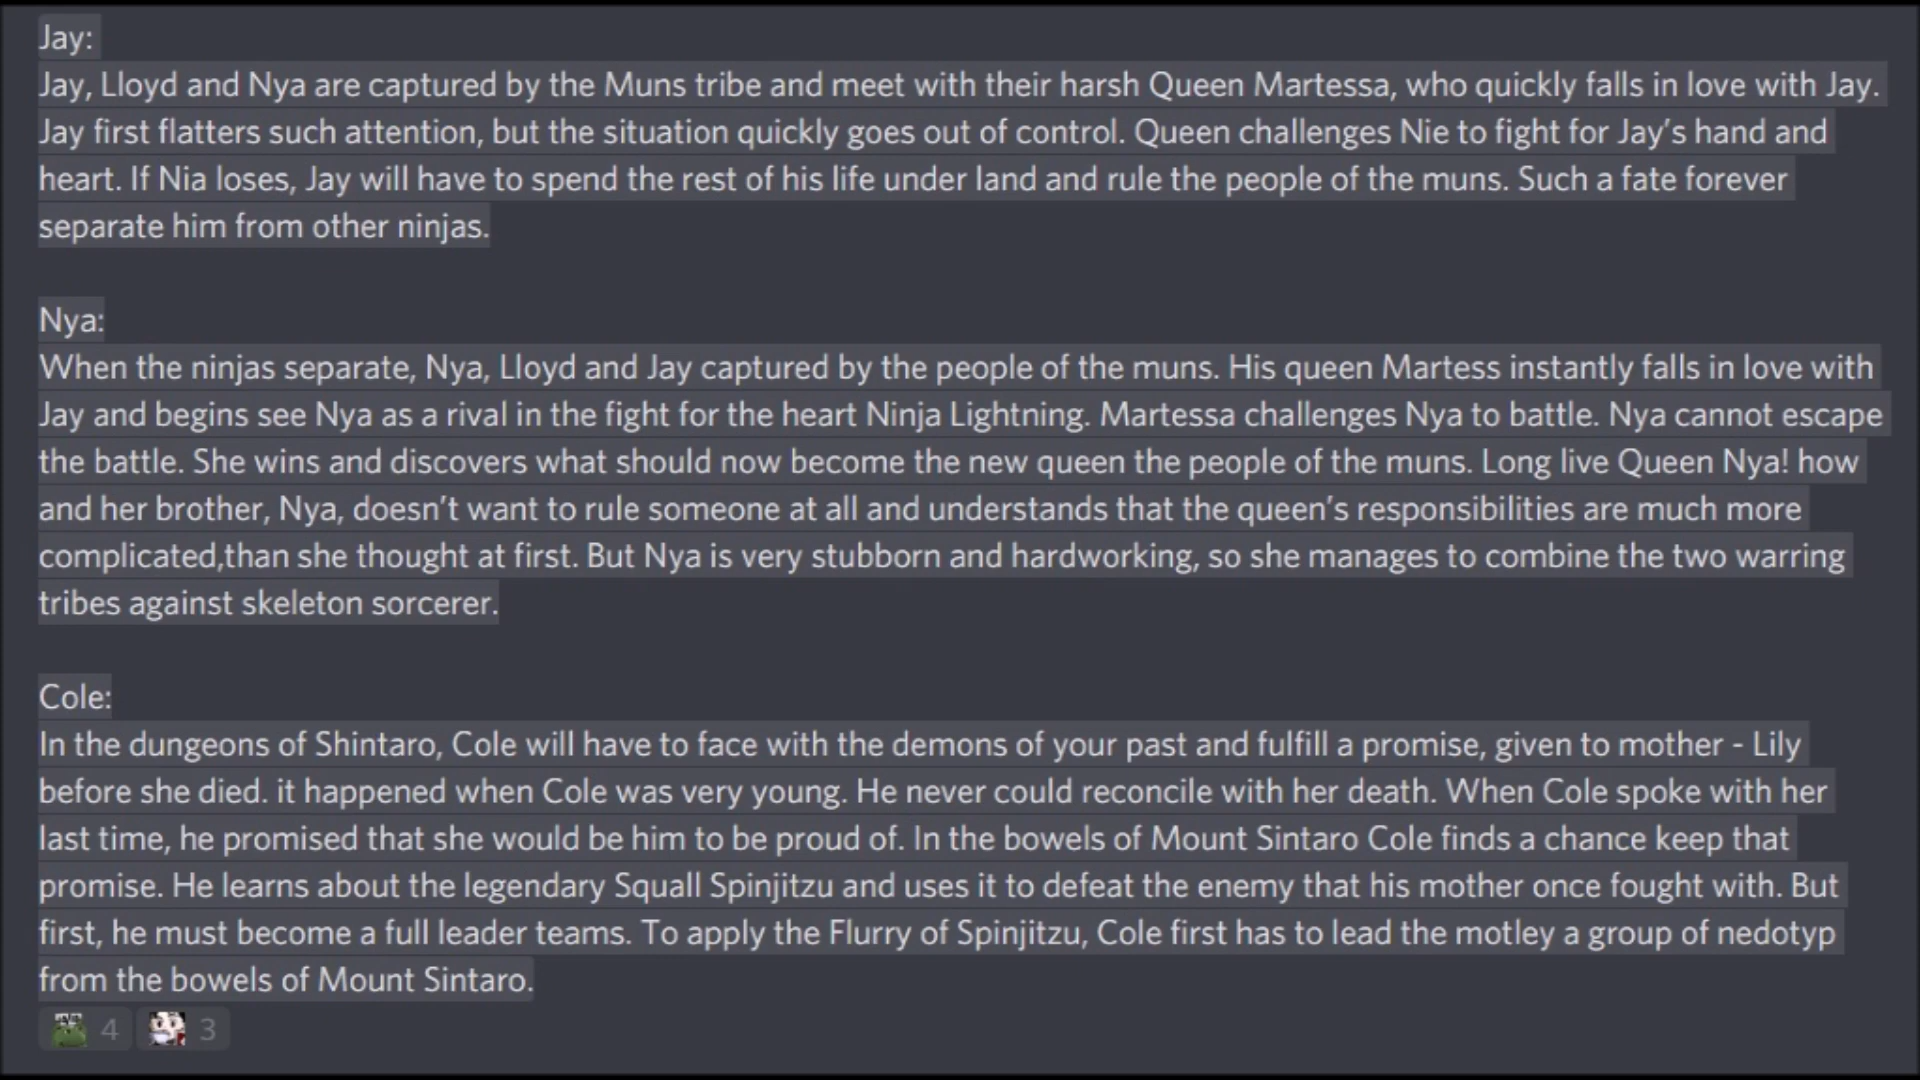 Jay:
Jay, Lloyd and Nya are captured by the Muns tribe and meet with their harsh Queen Martessa, who quickly falls in love with Jay.
Jay first flatters such attention, but the situation quickly goes out of control. Queen challenges Nie to fight for Jay’s hand and
heart. If Nia loses, Jay will have to spend the rest of his life under land and rule the people of the muns. Such a fate forever
separate him from other ninjas.
Nya:
When the ninjas separate, Nya, Lloyd and Jay captured by the people of the muns. His queen Martess instantly falls in love with
Jay and begins see Nya as a rival in the fight for the heart Ninja Lightning. Martessa challenges Nya to battle. Nya cannot escape
the battle. She wins and discovers what should now become the new queen the people of the muns. Long live Queen Nya! how
and her brother, Nya, doesn’t want to rule someone at all and understands that the queen’s responsibilities are much more
complicated,than she thought at first. But Nya is very stubborn and hardworking, so she manages to combine the two warring
tribes against skeleton sorcerer.
Cole:
In the dungeons of Shintaro, Cole will have to face with the demons of your past and fulfill a promise, given to mother - Lily
before she died. it happened when Cole was very young. He never could reconcile with her death. When Cole spoke with her
last time, he promised that she would be him to be proud of. In the bowels of Mount Sintaro Cole finds a chance keep that
promise. He learns about the legendary Squall Spinjitzu and uses it to defeat the enemy that his mother once fought with. But
first, he must become a full leader teams. To apply the Flurry of Spinjitzu, Cole first has to lead the motley a group of nedotyp
from the bowels of Mount Sintaro.
4 3